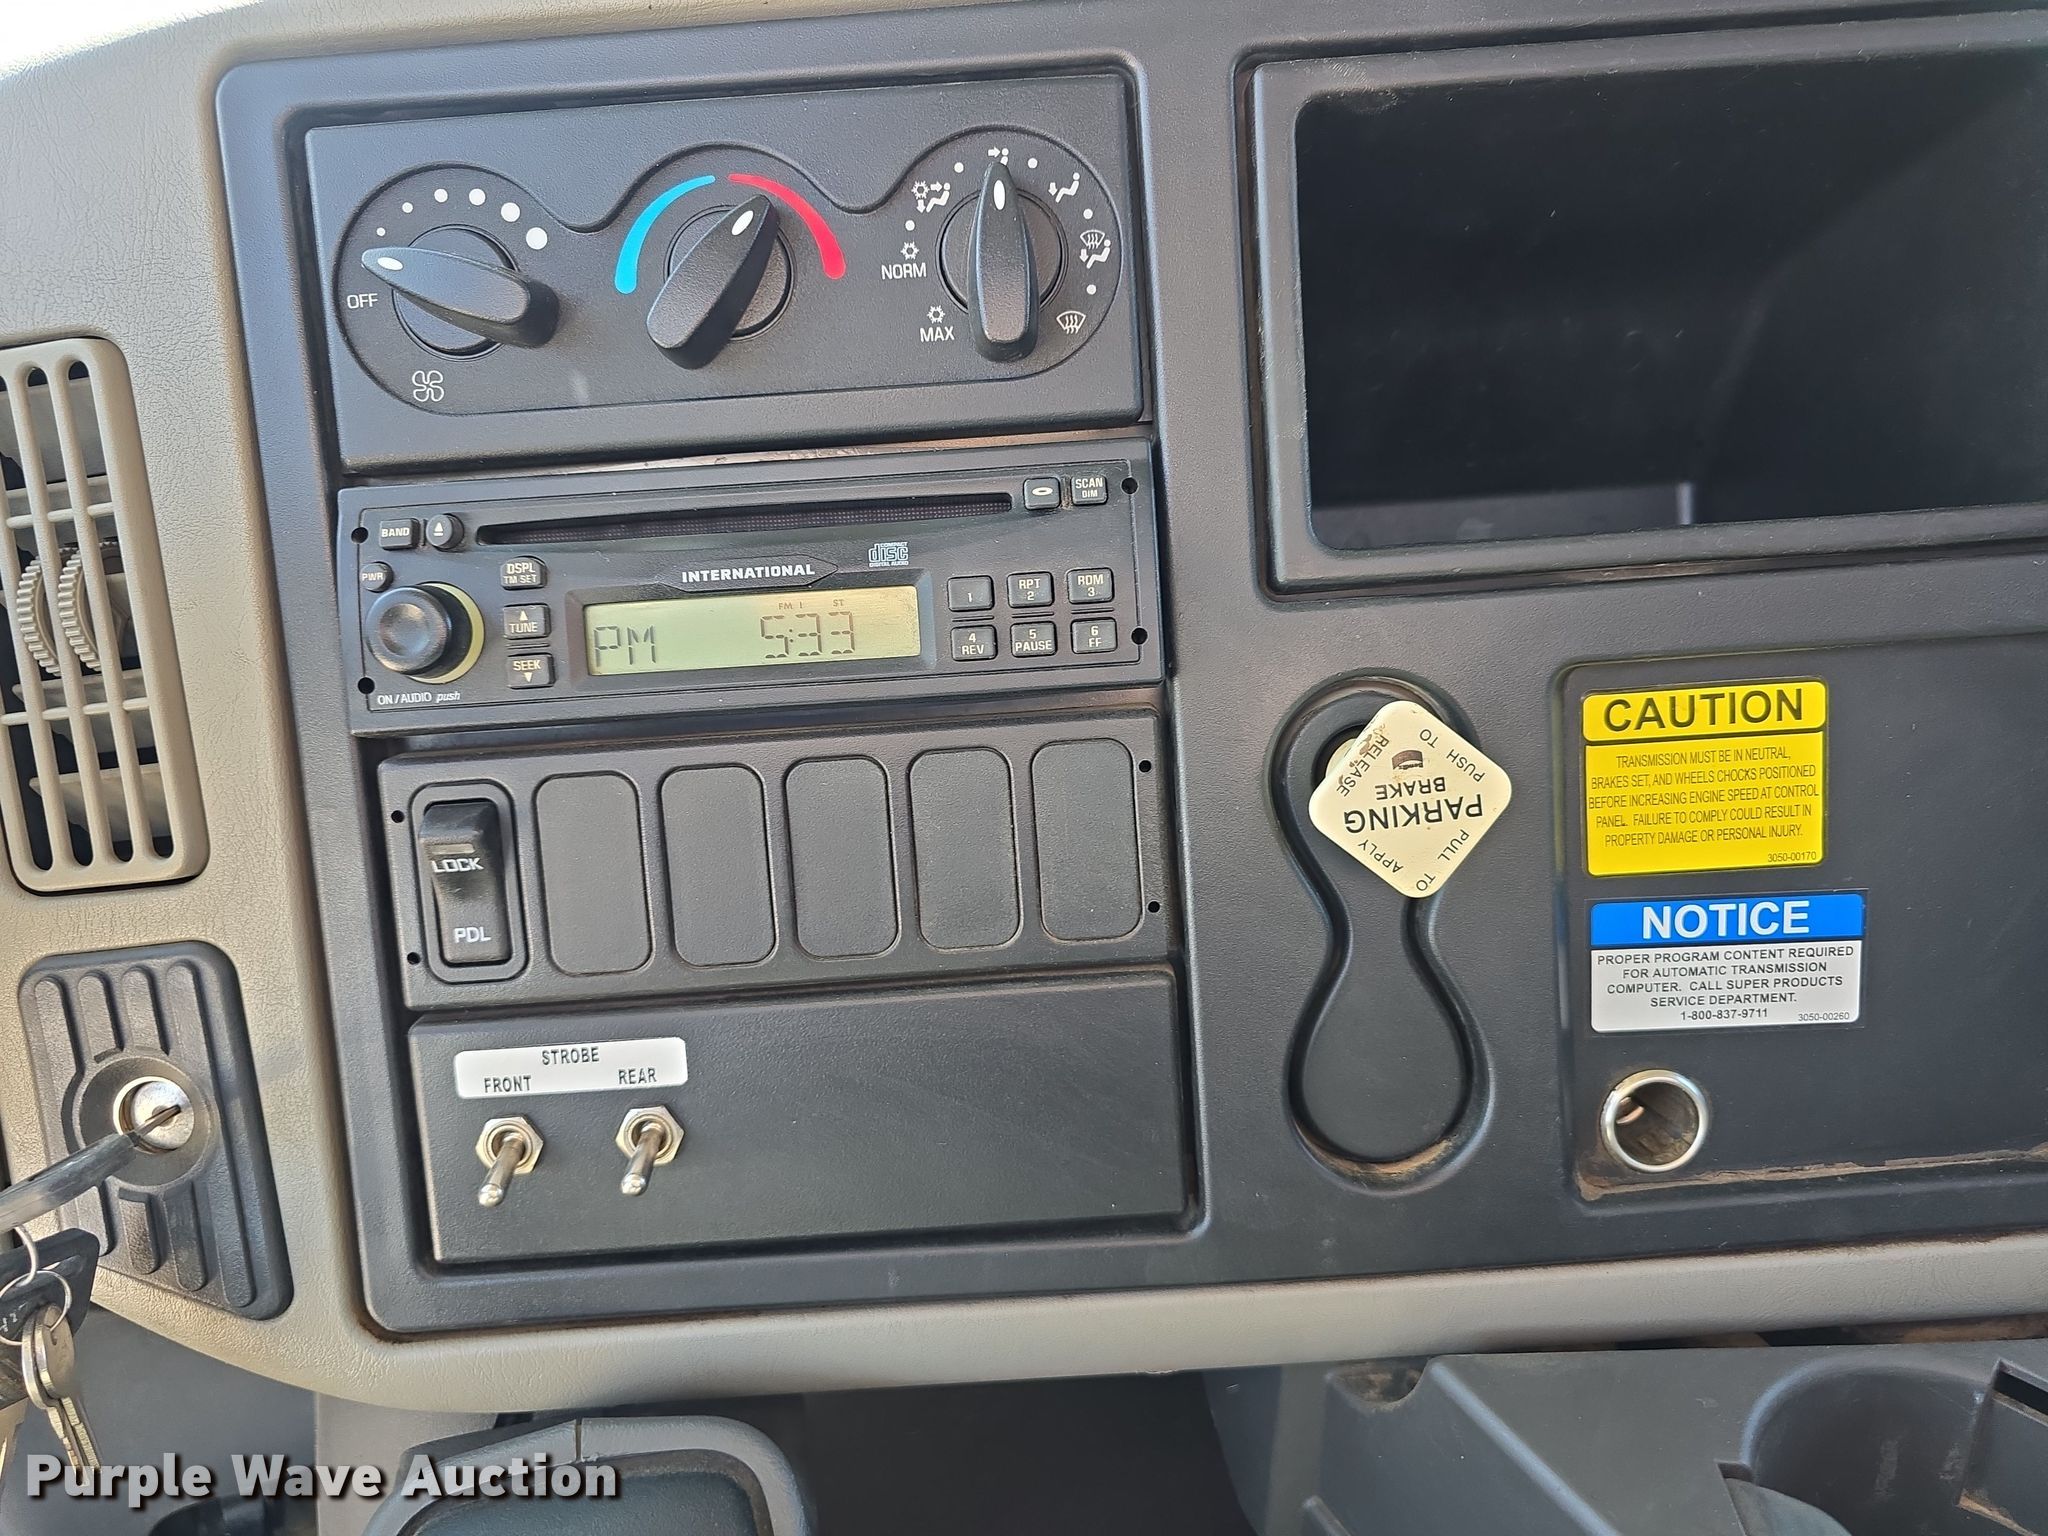 OFF
NORM
MAX
BAND
SCAN
DIM
PWR
DSPL
TM SET
TUNE
SEEK
INTERNATIONAL
COMPACT
disc
DIGITAL AUDIO
FM 1 ST
PM 5:33
1
RPT
2
RDM
3
4
REV
5
PAUSE
6
FF
ON/AUDIO push
LOCK
PDL
STROBE
FRONT REAR
PUSH TO
RELEASE
PARKING
BRAKE
PULL TO
APPLY
CAUTION
TRANSMISSION MUST BE IN NEUTRAL,
BRAKES SET, AND WHEELS CHOCKS POSITIONED
BEFORE INCREASING ENGINE SPEED AT CONTROL
PANEL. FAILURE TO COMPLY COULD RESULT IN
PROPERTY DAMAGE OR PERSONAL INJURY.
3050-00170
NOTICE
PROPER PROGRAM CONTENT REQUIRED
FOR AUTOMATIC TRANSMISSION
COMPUTER. CALL SUPER PRODUCTS
SERVICE DEPARTMENT.
1-800-837-9711
3050-00260
Purple Wave Auction